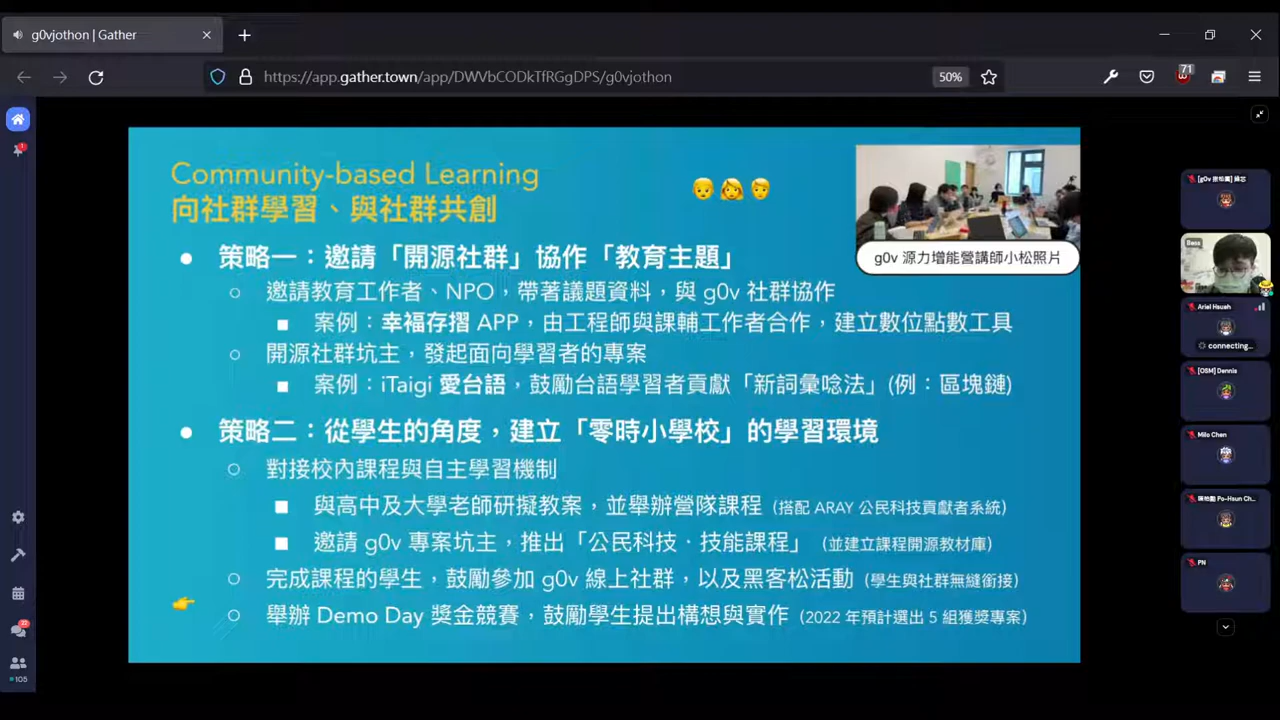 g0vjothon | Gather
https://app.gather.town/app/DWVbCODkTfRGgDPS/g0vjothon
50%
71
1
Community-based Learning
向社群學習、與社群共創
g0v 源力增能營講師小松照片
策略一：邀請「開源社群」協作「教育主題」
邀請教育工作者、NPO，帶著議題資料，與 g0v 社群協作
案例：幸福存摺 APP，由工程師與課輔工作者合作，建立數位點數工具
開源社群坑主，發起面向學習者的專案
案例：iTaigi 愛台語，鼓勵台語學習者貢獻「新詞彙唸法」(例：區塊鏈)
策略二：從學生的角度，建立「零時小學校」的學習環境
對接校內課程與自主學習機制
與高中及大學老師研擬教案，並舉辦營隊課程 (搭配 ARAY 公民科技貢獻者系統)
邀請 g0v 專案坑主，推出「公民科技．技能課程」 (並建立課程開源教材庫)
完成課程的學生，鼓勵參加 g0v 線上社群，以及黑客松活動 (學生與社群無縫銜接)
舉辦 Demo Day 獎金競賽，鼓勵學生提出構想與實作 (2022 年預計選出 5 組獲獎專案)
Bess
Ariel Hsueh
connecting...
[OSM] Dennis
Milo Chen
Po-Hsun Ch...
PN
105